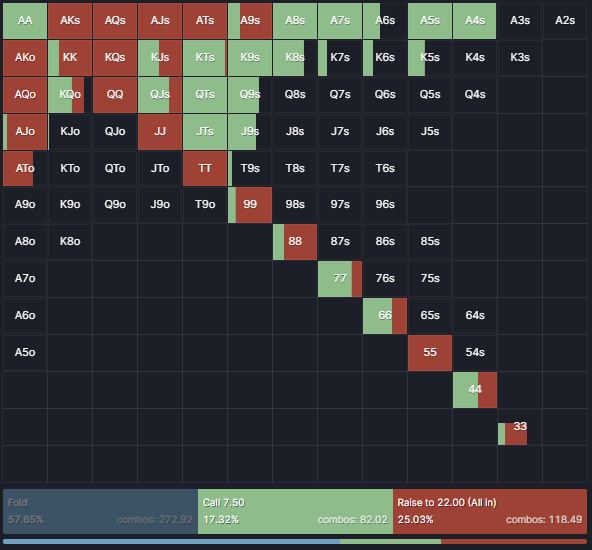 AA AKs AQs AJs ATs A9s A8s A7s A6s A5s A4s A3s A2s
AKo KK KQs KJs KTs K9s K8s K7s K6s K5s K4s K3s
AQo KQo QQ QJs QTs Q9s Q8s Q7s Q6s Q5s Q4s
AJo KJo QJo JJ JTs J9s J8s J7s J6s J5s
ATo KTo QTo JTo TT T9s T8s T7s T6s
A9o K9o Q9o J9o T9o 99 98s 97s 96s
A8o K8o 88 87s 86s 85s
A7o 77 76s 75s
A6o 66 65s 64s
A5o 55 54s
44
33
Fold Call 7.50 Raise to 22.00 (All in)
57.65% combos: 272.92 17.32% combos: 82.02 25.03% combos: 118.49